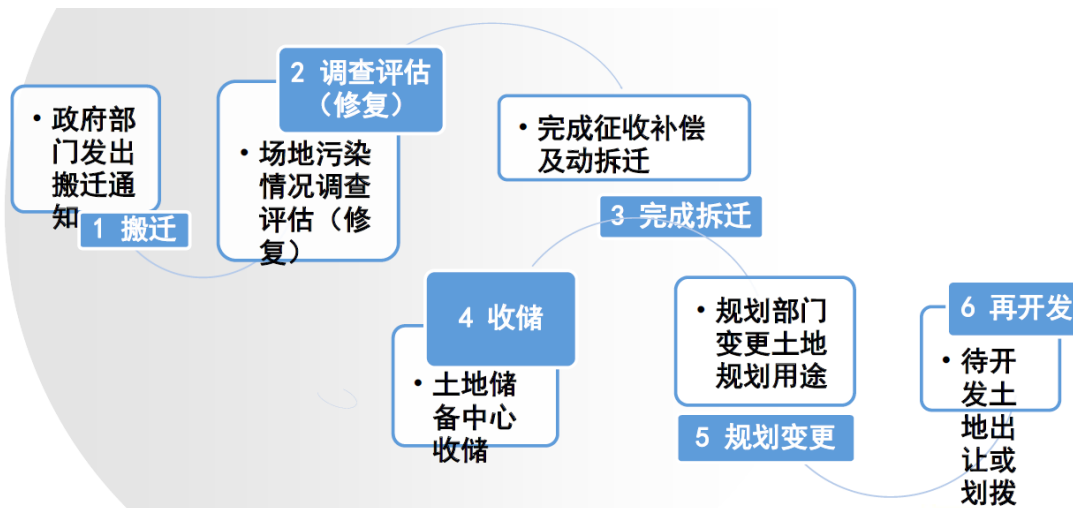 • 政府部
门发出
搬迁通
知
1 搬迁
2 调查评估
（修复）
• 场地污染
情况调查
评估（修
复）
• 完成征收补偿
及动拆迁
3 完成拆迁
4 收储
• 土地储
备中心
收储
• 规划部门
变更土地
规划用途
5 规划变更
6 再开发
• 待开
发土
地出
让或
划拨